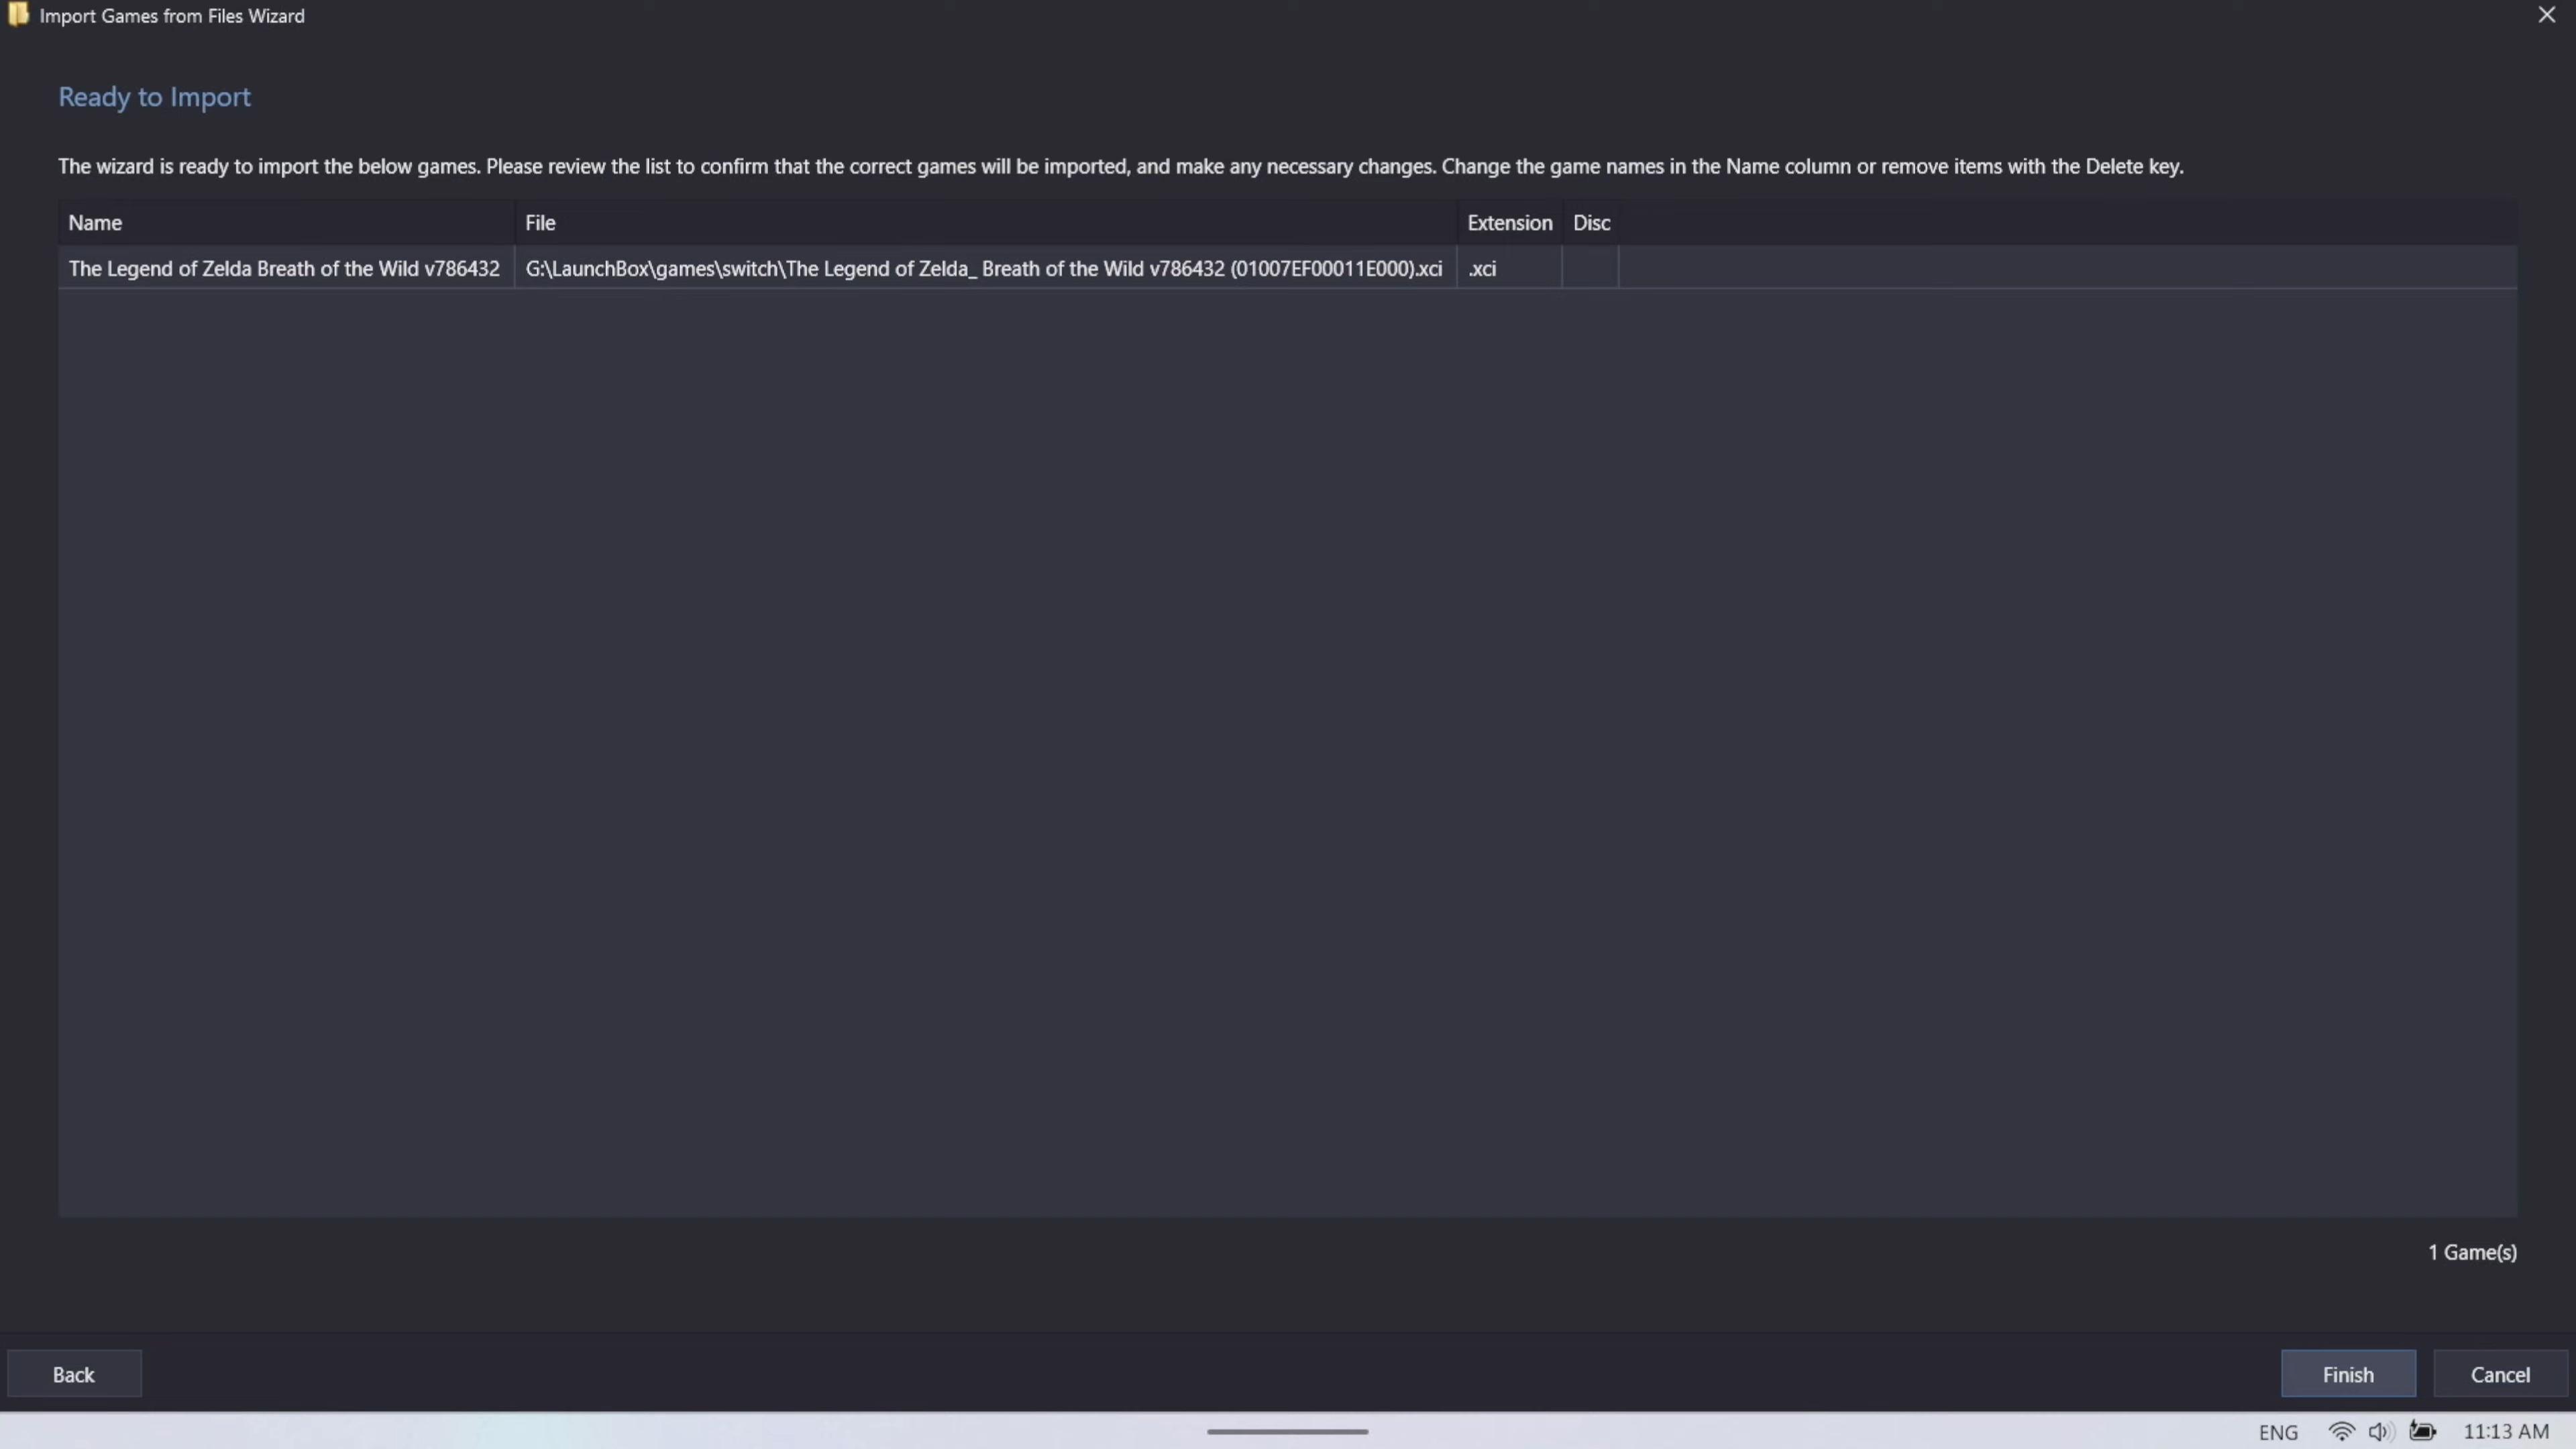 Import Games from Files Wizard
Ready to Import
The wizard is ready to import the below games. Please review the list to confirm that the correct games will be imported, and make any necessary changes. Change the game names in the Name column or remove items with the Delete key.
Name File Extension Disc
The Legend of Zelda Breath of the Wild v786432 G:\LaunchBox\games\switch\The Legend of Zelda_ Breath of the Wild v786432 (01007EF00011E000).xci .xci
1 Game(s)
Back Finish Cancel
ENG 11:13 AM